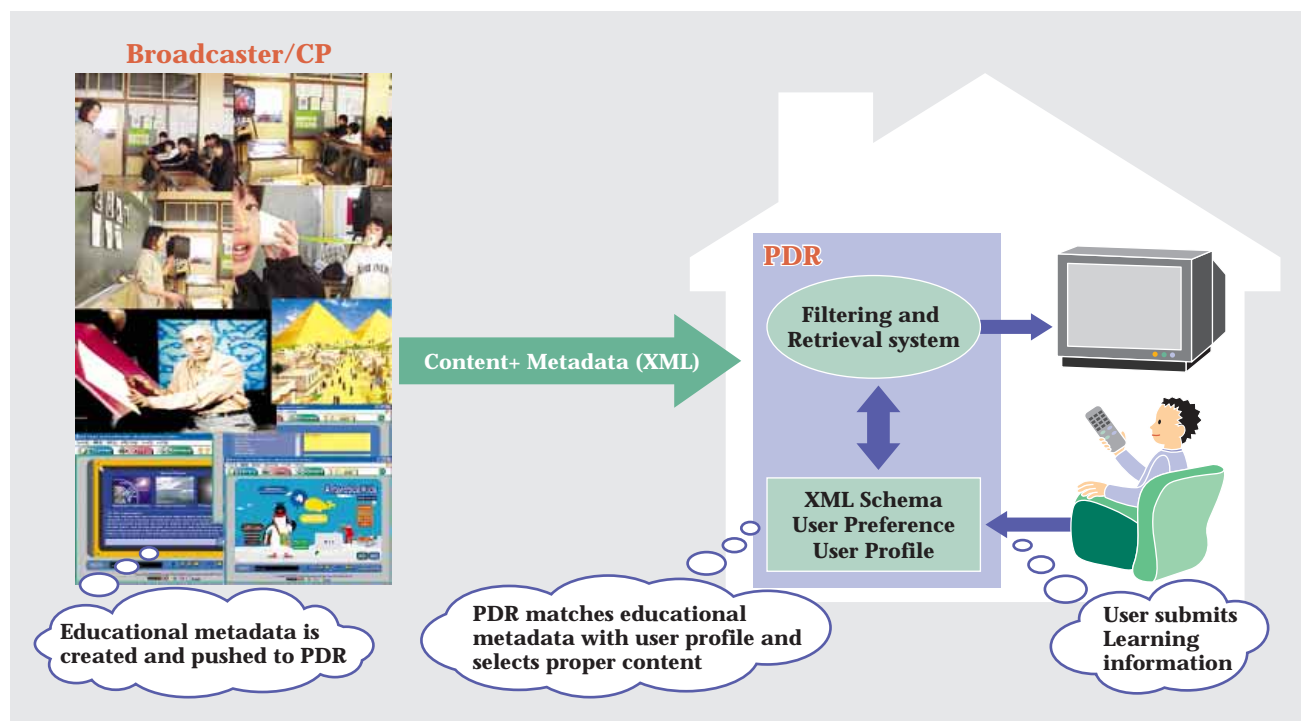 Broadcaster/CP
Content+ Metadata (XML)
PDR
Filtering and
Retrieval system
XML Schema
User Preference
User Profile
Educational metadata is
created and pushed to PDR
PDR matches educational
metadata with user profile and
selects proper content
User submits
Learning
information